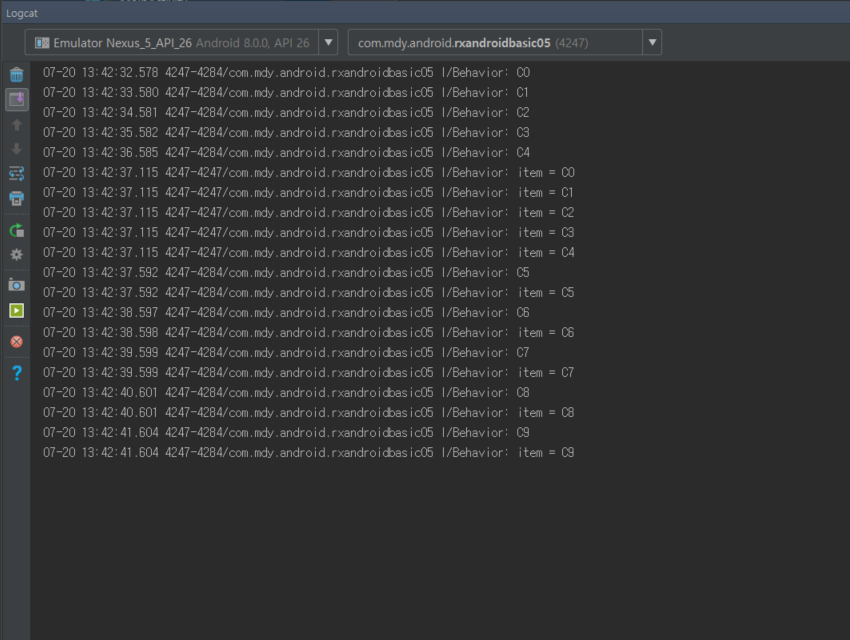 Logcat
Emulator Nexus_5_API_26 Android 8.0.0, API 26 com.mdy.android.rxandroidbasic05 (4247)
07-20 13:42:32.578 4247-4284/com.mdy.android.rxandroidbasic05 I/Behavior: C0
07-20 13:42:33.580 4247-4284/com.mdy.android.rxandroidbasic05 I/Behavior: C1
07-20 13:42:34.581 4247-4284/com.mdy.android.rxandroidbasic05 I/Behavior: C2
07-20 13:42:35.582 4247-4284/com.mdy.android.rxandroidbasic05 I/Behavior: C3
07-20 13:42:36.585 4247-4284/com.mdy.android.rxandroidbasic05 I/Behavior: C4
07-20 13:42:37.115 4247-4247/com.mdy.android.rxandroidbasic05 I/Behavior: item = C0
07-20 13:42:37.115 4247-4247/com.mdy.android.rxandroidbasic05 I/Behavior: item = C1
07-20 13:42:37.115 4247-4247/com.mdy.android.rxandroidbasic05 I/Behavior: item = C2
07-20 13:42:37.115 4247-4247/com.mdy.android.rxandroidbasic05 I/Behavior: item = C3
07-20 13:42:37.115 4247-4247/com.mdy.android.rxandroidbasic05 I/Behavior: item = C4
07-20 13:42:37.592 4247-4284/com.mdy.android.rxandroidbasic05 I/Behavior: C5
07-20 13:42:37.592 4247-4284/com.mdy.android.rxandroidbasic05 I/Behavior: item = C5
07-20 13:42:38.597 4247-4284/com.mdy.android.rxandroidbasic05 I/Behavior: C6
07-20 13:42:38.598 4247-4284/com.mdy.android.rxandroidbasic05 I/Behavior: item = C6
07-20 13:42:39.599 4247-4284/com.mdy.android.rxandroidbasic05 I/Behavior: C7
07-20 13:42:39.599 4247-4284/com.mdy.android.rxandroidbasic05 I/Behavior: item = C7
07-20 13:42:40.601 4247-4284/com.mdy.android.rxandroidbasic05 I/Behavior: C8
07-20 13:42:40.601 4247-4284/com.mdy.android.rxandroidbasic05 I/Behavior: item = C8
07-20 13:42:41.604 4247-4284/com.mdy.android.rxandroidbasic05 I/Behavior: C9
07-20 13:42:41.604 4247-4284/com.mdy.android.rxandroidbasic05 I/Behavior: item = C9